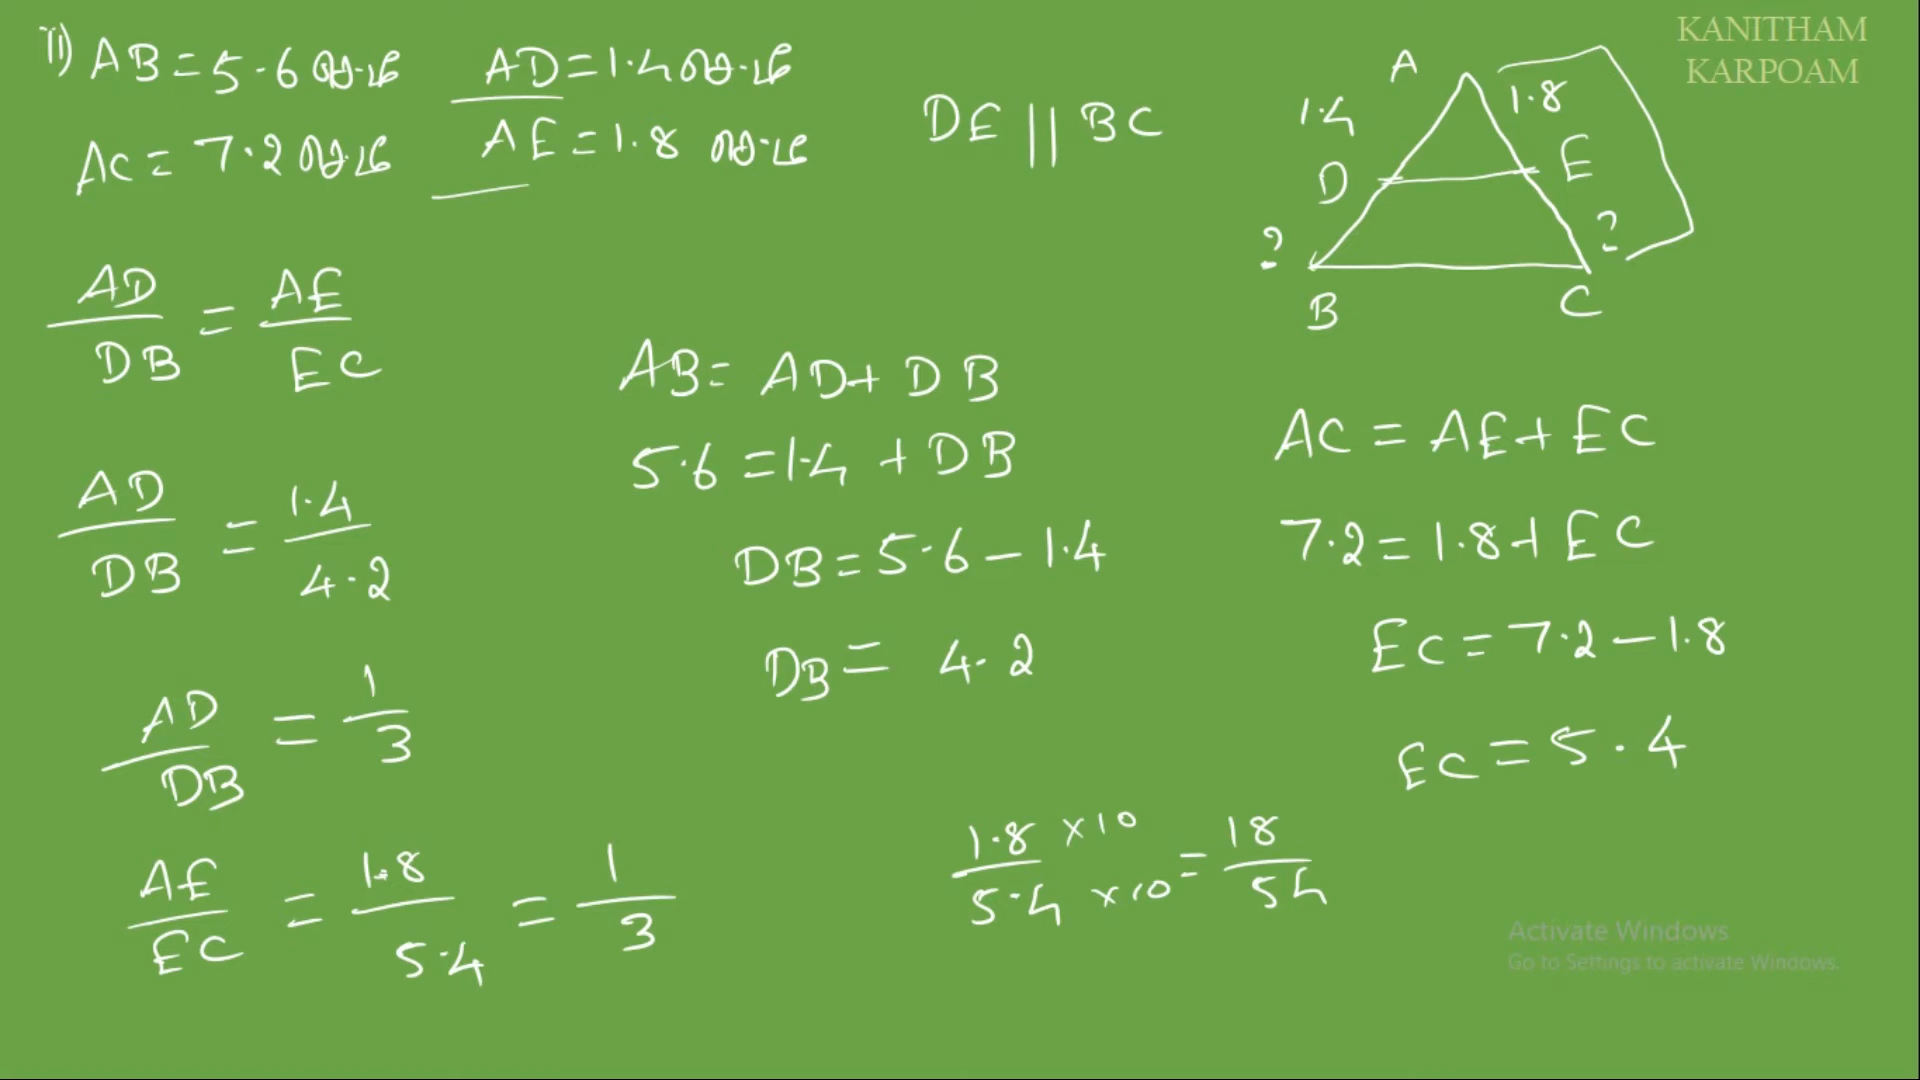 KANITHAM
KARPOAM
ii) AB = 5.6 செ.மீ AD = 1.4 செ.மீ
AC = 7.2 செ.மீ AE = 1.8 செ.மீ
DE || BC
A
1.4
1.8
D
E
?
?
B
C
AD/DB = AE/EC
AD/DB = 1.4/4.2
AD/DB = 1/3
AE/EC = 1.8/5.4 = 1/3
AB = AD + DB
5.6 = 1.4 + DB
DB = 5.6 - 1.4
DB = 4.2
AC = AE + EC
7.2 = 1.8 + EC
EC = 7.2 - 1.8
EC = 5.4
1.8 × 10/5.4 × 10 = 18/54
Activate Windows
Go to Settings to activate Windows.